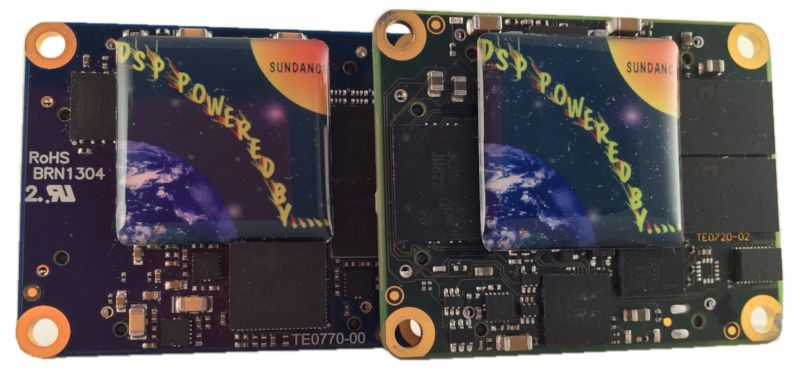 DSP POWERED BY.....
SUNDANCE
RoHS
BRN1304
2..
TE0770-00
DSP POWERED BY.....
SUNDANCE
TE0720-02